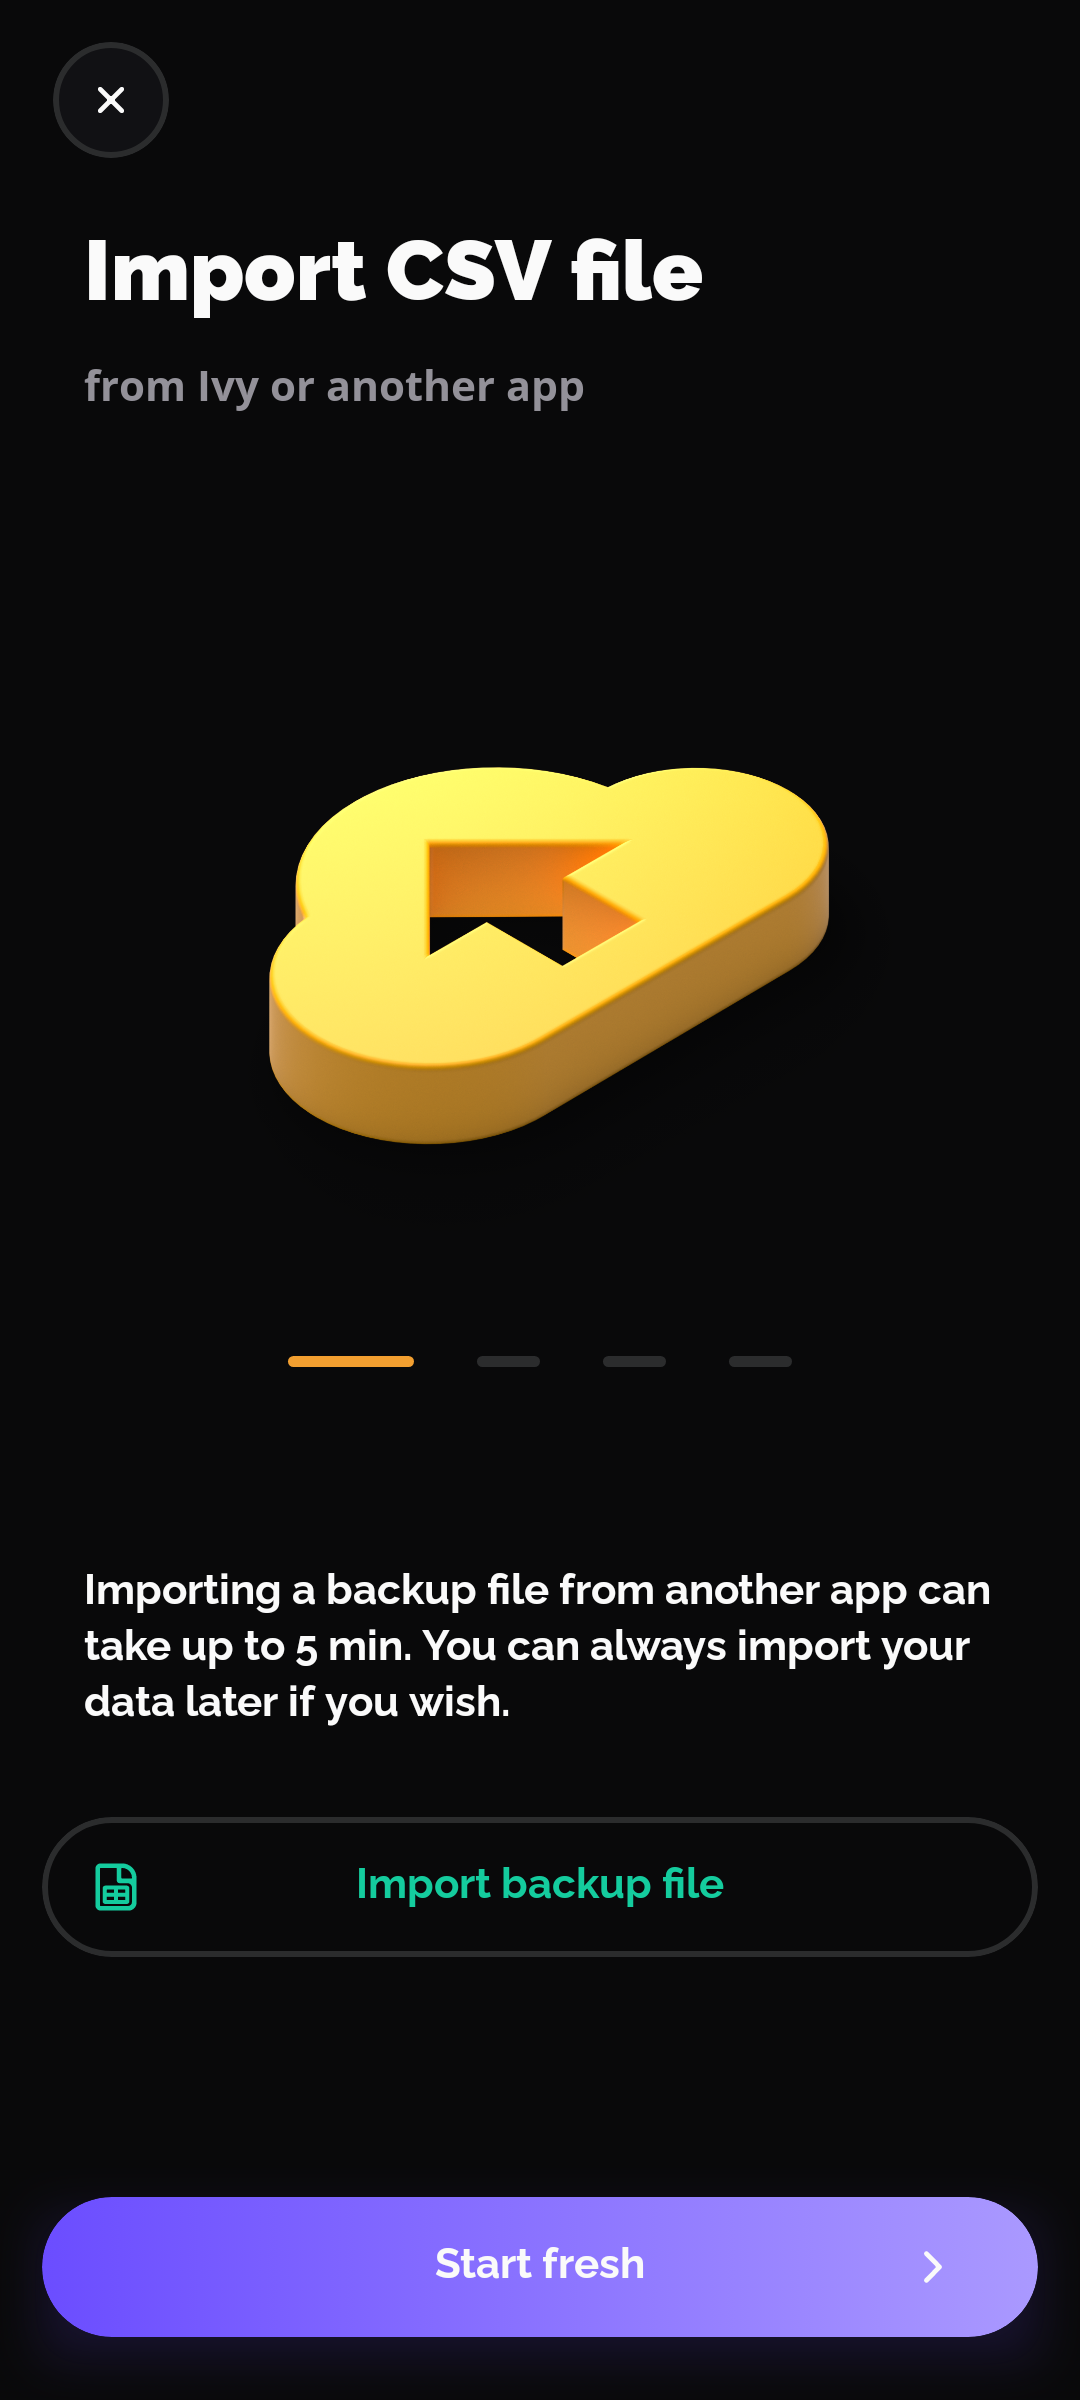 Import CSV file
from Ivy or another app
Importing a backup file from another app can
take up to 5 min. You can always import your
data later if you wish.
Import backup file
Start fresh